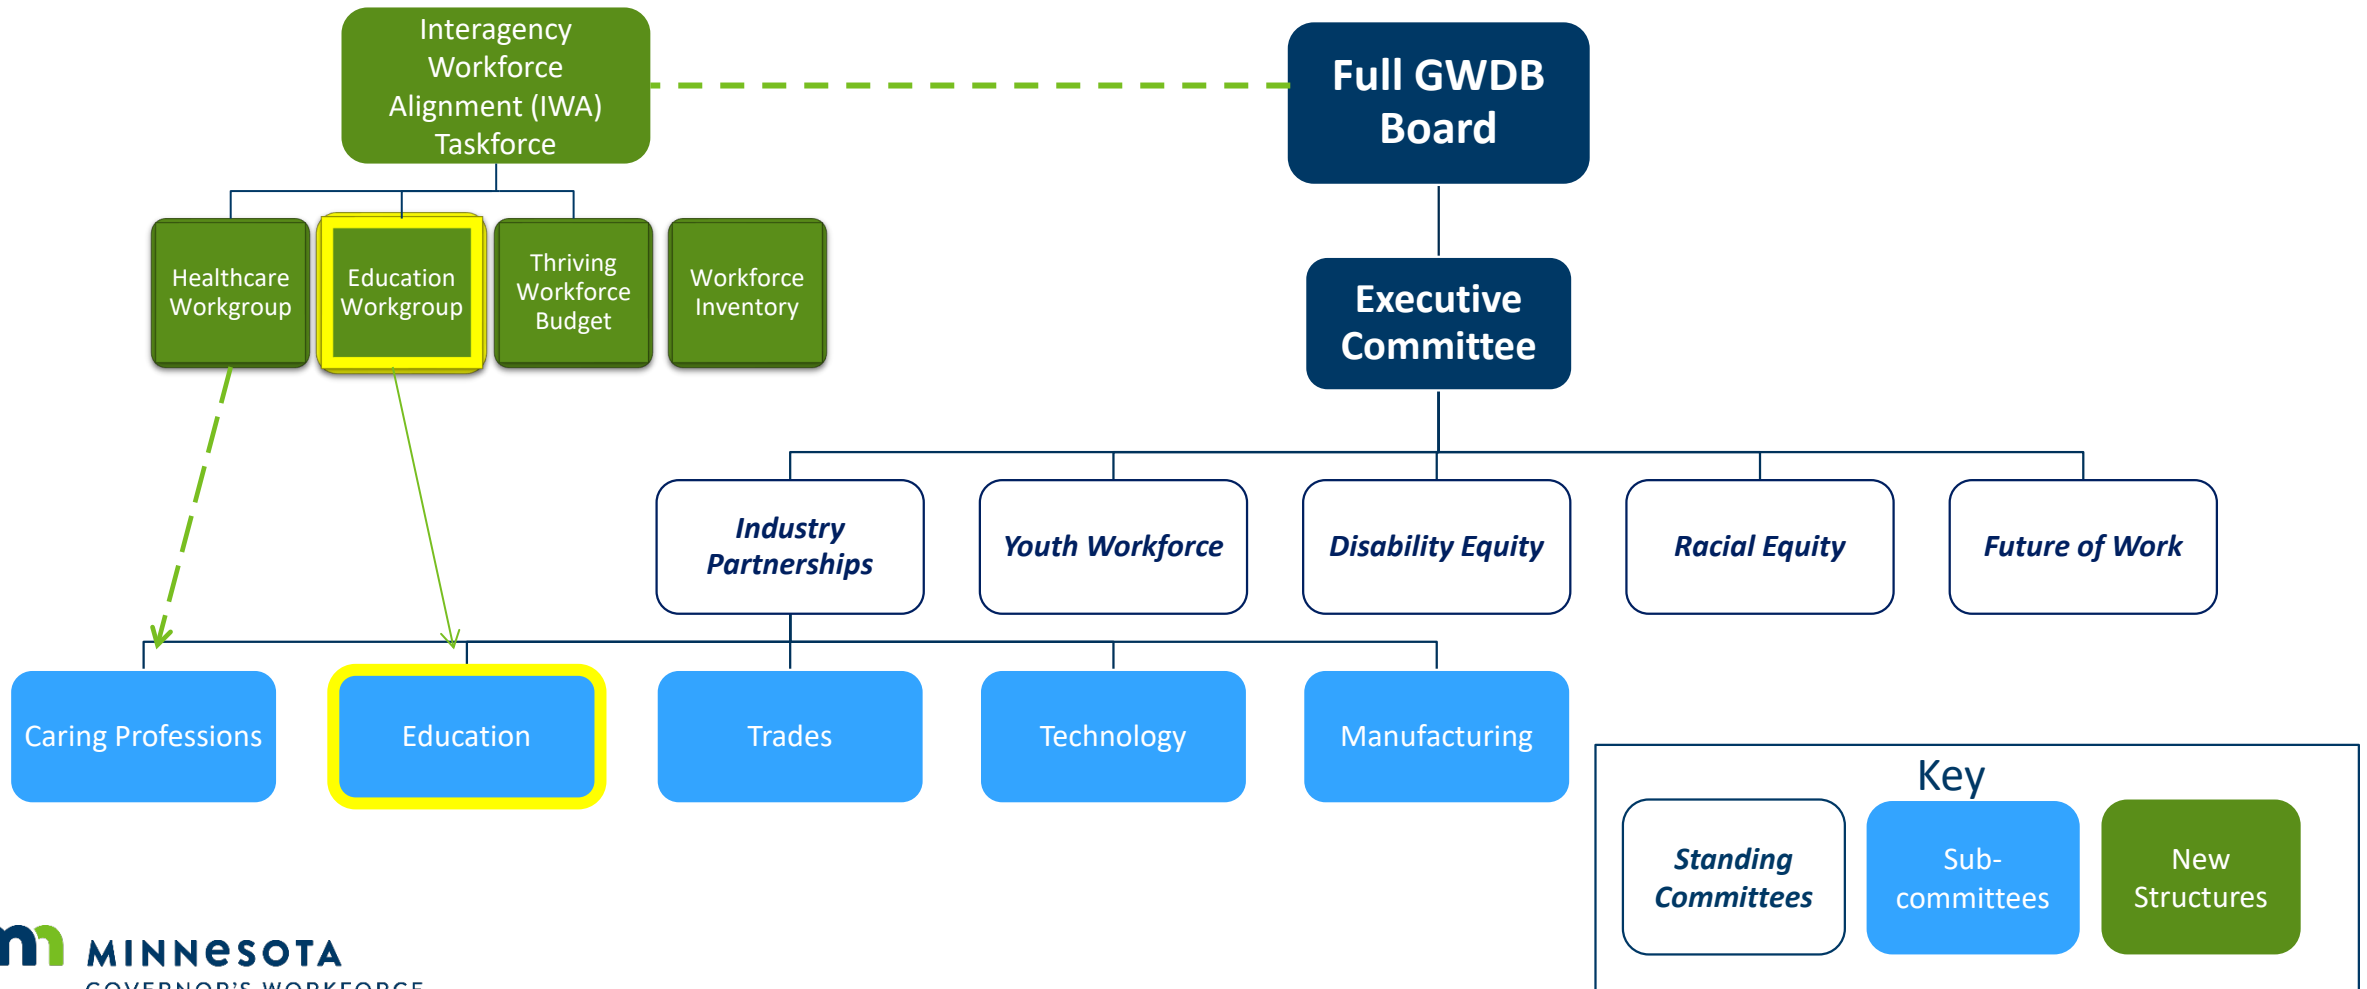 Interagency
Workforce
Alignment (IWA)
Taskforce
Full GWDB
Board
Healthcare
Workgroup
Education
Workgroup
Thriving
Workforce
Budget
Workforce
Inventory
Executive
Committee
Industry
Partnerships
Youth Workforce
Disability Equity
Racial Equity
Future of Work
Caring Professions
Education
Trades
Technology
Manufacturing
Key
Standing
Committees
Sub-
committees
New
Structures
MINNESOTA
GOVERNOR'S WORKFORCE